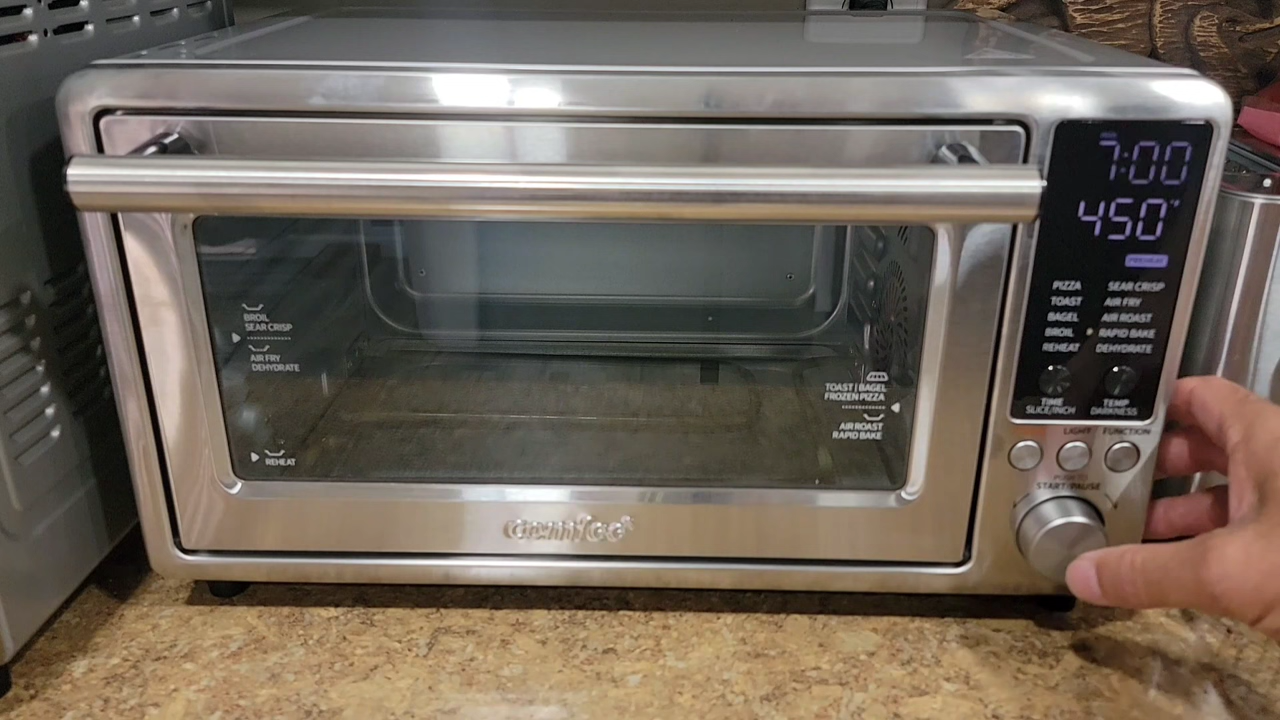 7:00
450°F
PREHEAT
PIZZA SEAR CRISP
TOAST AIR FRY
BAGEL AIR ROAST
BROIL RAPID BAKE
REHEAT DEHYDRATE
TIME TEMP
SLICE/INCH DARKNESS
LIGHT FUNCTION
START/PAUSE
BROIL
SEAR CRISP
AIR FRY
DEHYDRATE
REHEAT
TOAST | BAGEL
FROZEN PIZZA
AIR ROAST
RAPID BAKE
comfee'